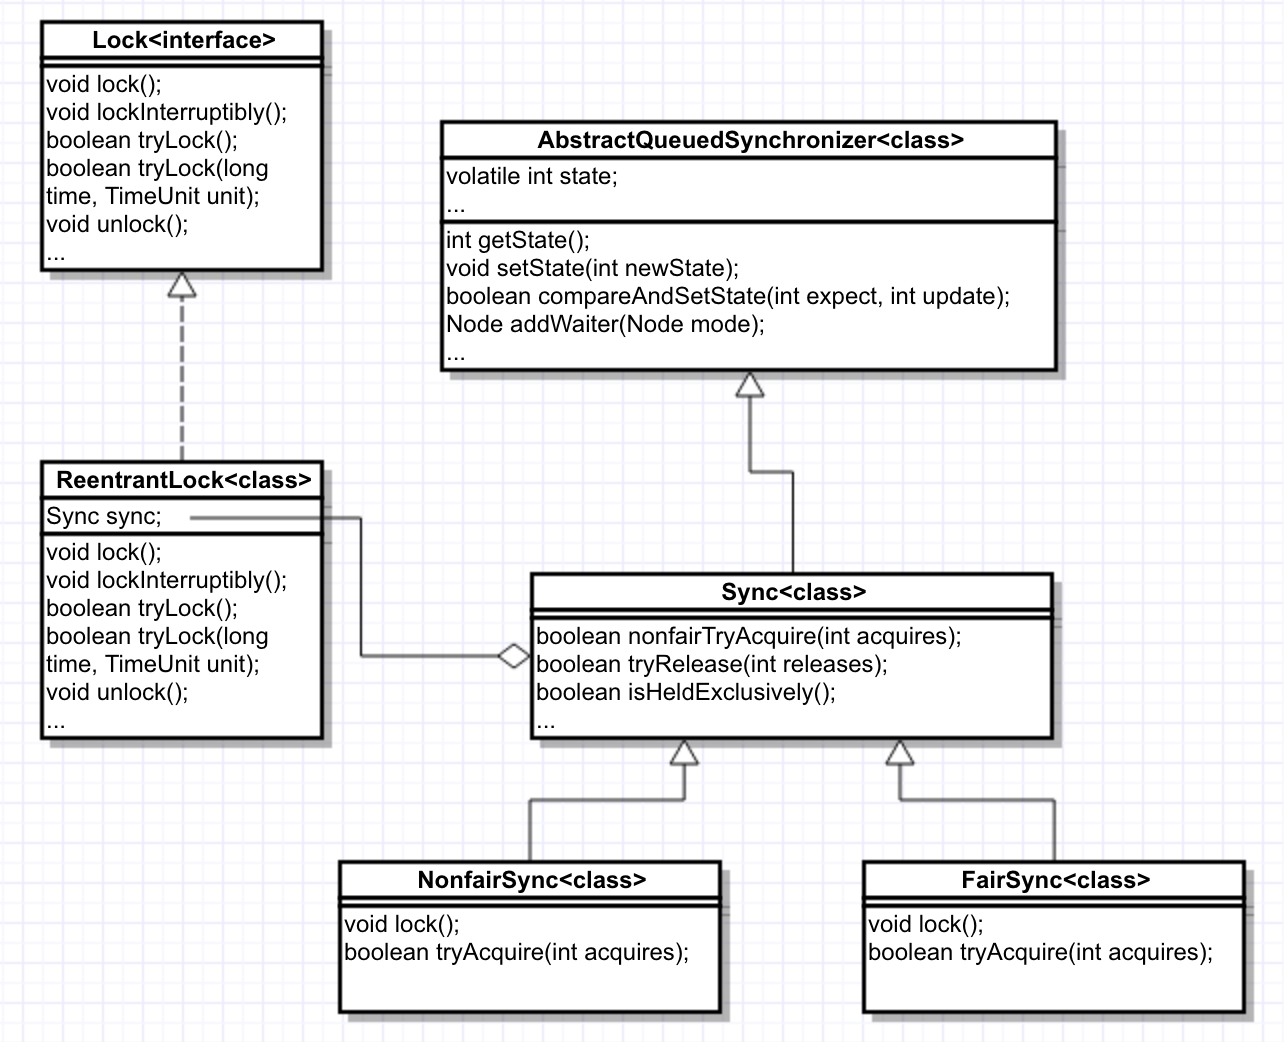 Lock<interface>
void lock();
void lockInterruptibly();
boolean tryLock();
boolean tryLock(long
time, TimeUnit unit);
void unlock();
...
AbstractQueuedSynchronizer<class>
volatile int state;
...
int getState();
void setState(int newState);
boolean compareAndSetState(int expect, int update);
Node addWaiter(Node mode);
...
ReentrantLock<class>
Sync sync;
void lock();
void lockInterruptibly();
boolean tryLock();
boolean tryLock(long
time, TimeUnit unit);
void unlock();
...
Sync<class>
boolean nonfairTryAcquire(int acquires);
boolean tryRelease(int releases);
boolean isHeldExclusively();
...
NonfairSync<class>
void lock();
boolean tryAcquire(int acquires);
FairSync<class>
void lock();
boolean tryAcquire(int acquires);